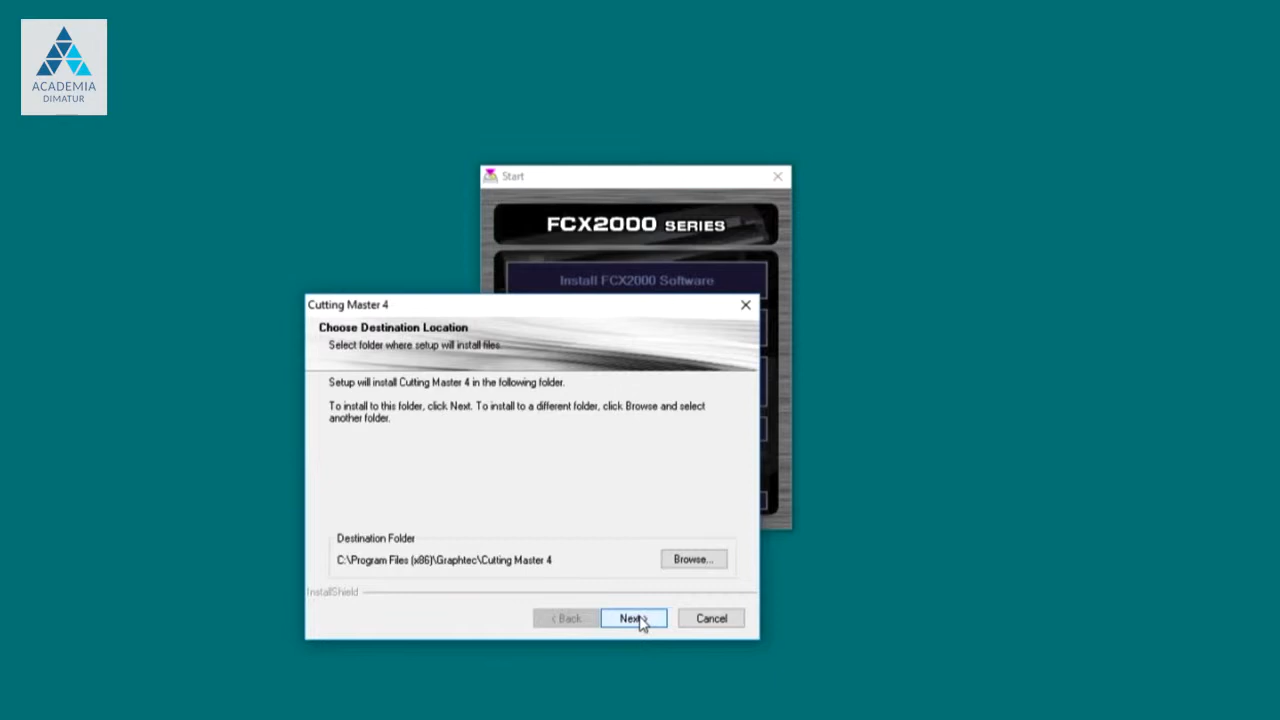 ACADEMIA
DIMATUR
Start
FCX2000 SERIES
Install FCX2000 Software
Cutting Master 4
Choose Destination Location
Select folder where setup will install files.
Setup will install Cutting Master 4 in the following folder.
To install to this folder, click Next. To install to a different folder, click Browse and select
another folder.
Destination Folder
C:\Program Files (x86)\Graphtec\Cutting Master 4
Browse...
InstallShield
< Back
Next >
Cancel